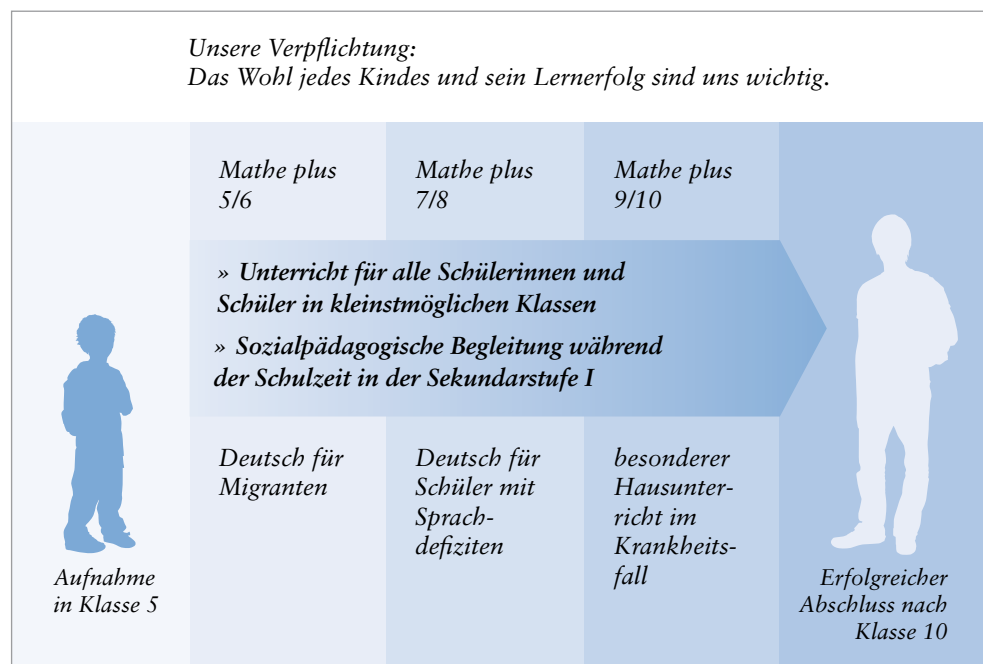 Unsere Verpflichtung:
Das Wohl jedes Kindes und sein Lernerfolg sind uns wichtig.
Mathe plus
5/6
Mathe plus
7/8
Mathe plus
9/10
» Unterricht für alle Schülerinnen und
Schüler in kleinstmöglichen Klassen
» Sozialpädagogische Begleitung während
der Schulzeit in der Sekundarstufe I
Deutsch für
Migranten
Deutsch für
Schüler mit
Sprach-
defiziten
besonderer
Hausunter-
richt im
Krankheits-
fall
Aufnahme
in Klasse 5
Erfolgreicher
Abschluss nach
Klasse 10